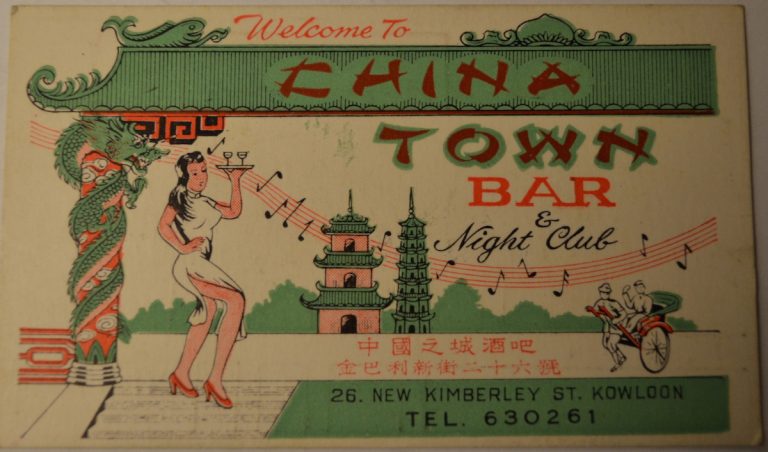 Welcome To
CHINA
TOWN
BAR
&
Night Club
中國之城酒吧
金巴利新街二十六號
26. NEW KIMBERLEY ST. KOWLOON
TEL. 630261